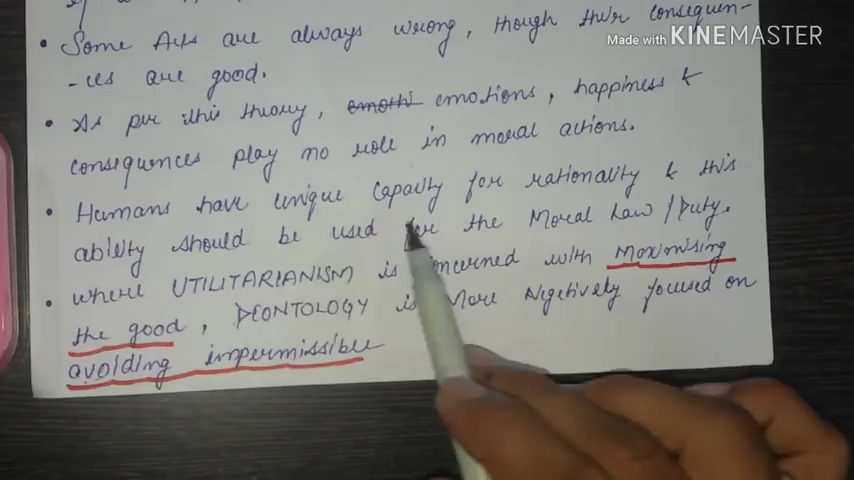 Made with KINEMASTER
• Some Acts are always wrong, though their consequen-
-ces are good.
• As per this theory, emotions, happiness &
consequences play no role in moral actions.
• Humans have unique capacity for rationality & this
ability should be used for the Moral Law / Duty.
• where UTILITARIANISM is concerned with Maximising
the good, DEONTOLOGY is More Negetively focused on
avoiding impermissible